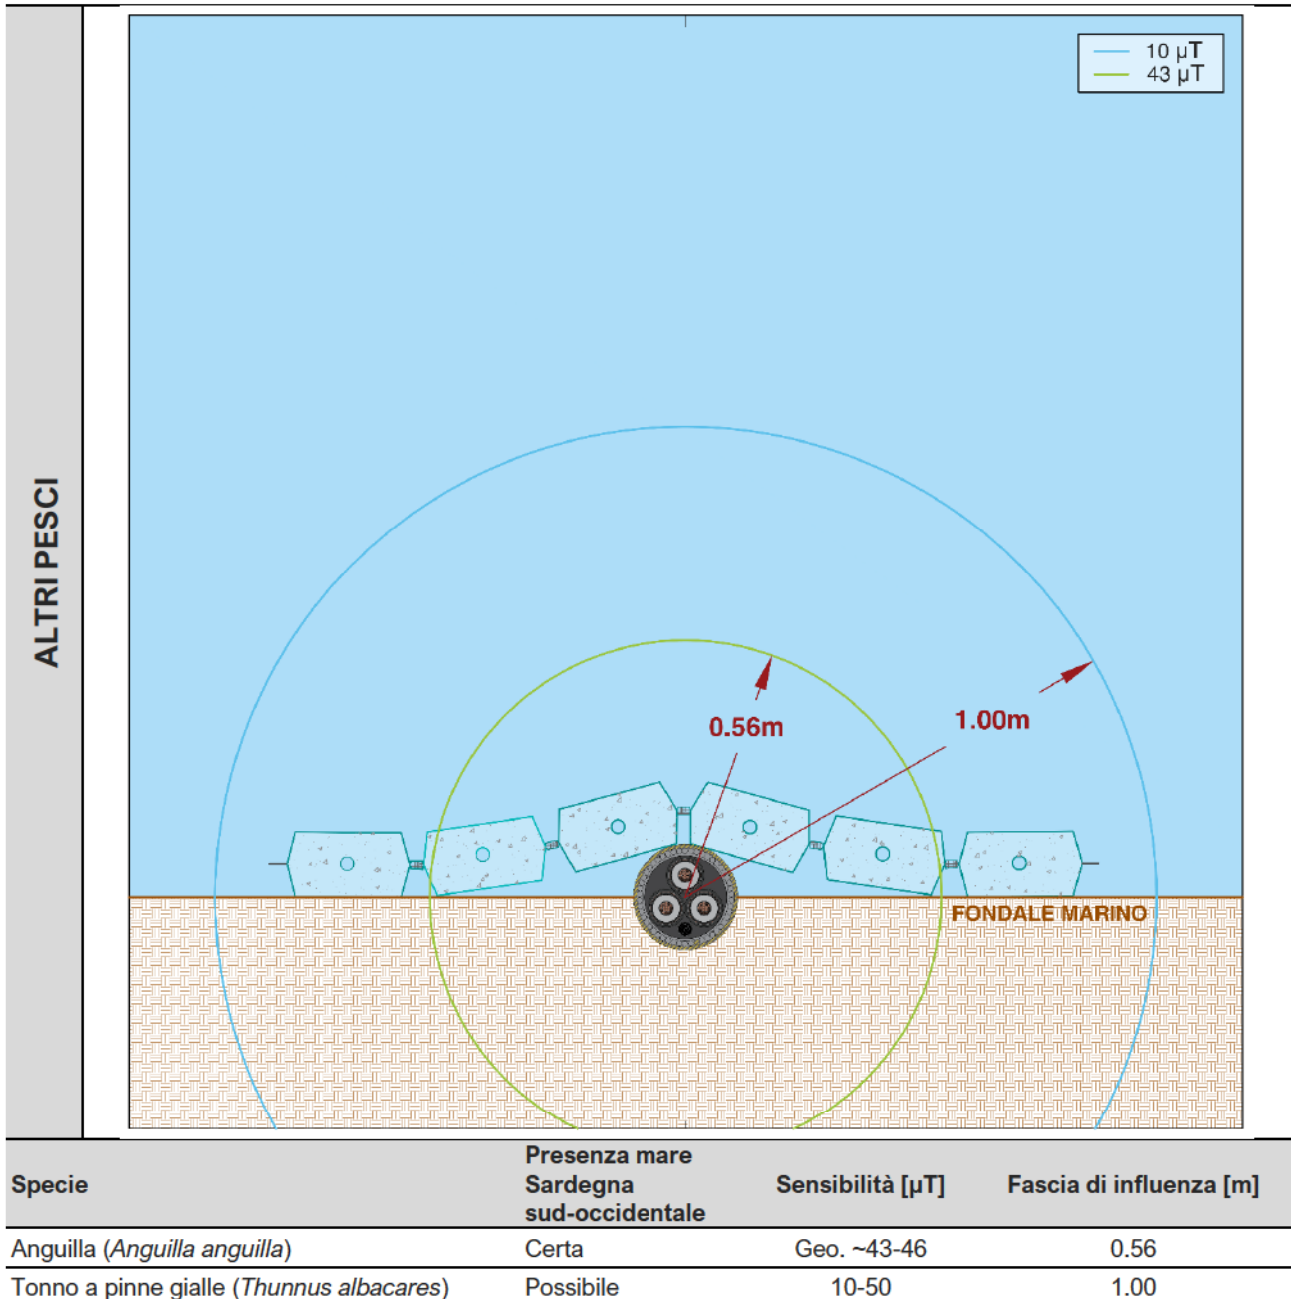 ALTRI PESCI
10 µT
43 µT
0.56m
1.00m
FONDALE MARINO
Specie
Presenza mare
Sardegna
sud-occidentale
Sensibilità [µT]
Fascia di influenza [m]
Anguilla (Anguilla anguilla)
Certa
Geo. ~43-46
0.56
Tonno a pinne gialle (Thunnus albacares)
Possibile
10-50
1.00